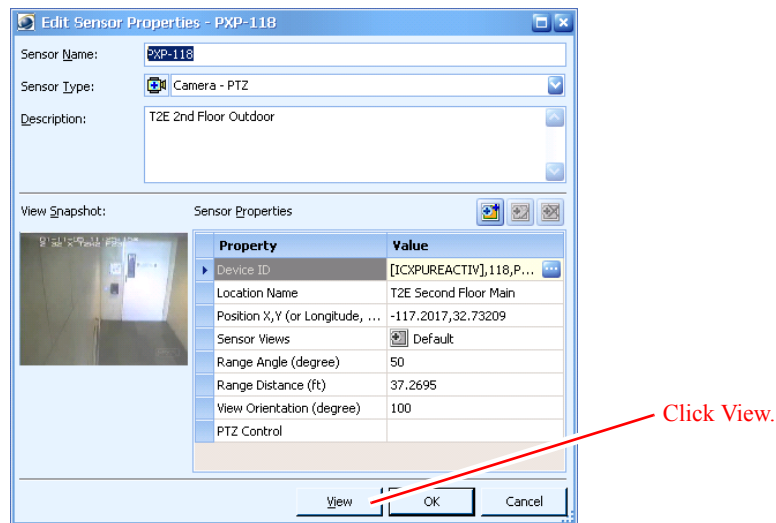 Edit Sensor Properties - PXP-118
Sensor Name: PXP-118
Sensor Type: Camera - PTZ
Description: T2E 2nd Floor Outdoor
View Snapshot: Sensor Properties
Property Value
Device ID [ICXPUREACTIV],118,P...
Location Name T2E Second Floor Main
Position X,Y (or Longitude, ... -117.2017,32.73209
Sensor Views Default
Range Angle (degree) 50
Range Distance (ft) 37.2695
View Orientation (degree) 100
PTZ Control
Click View.
View OK Cancel